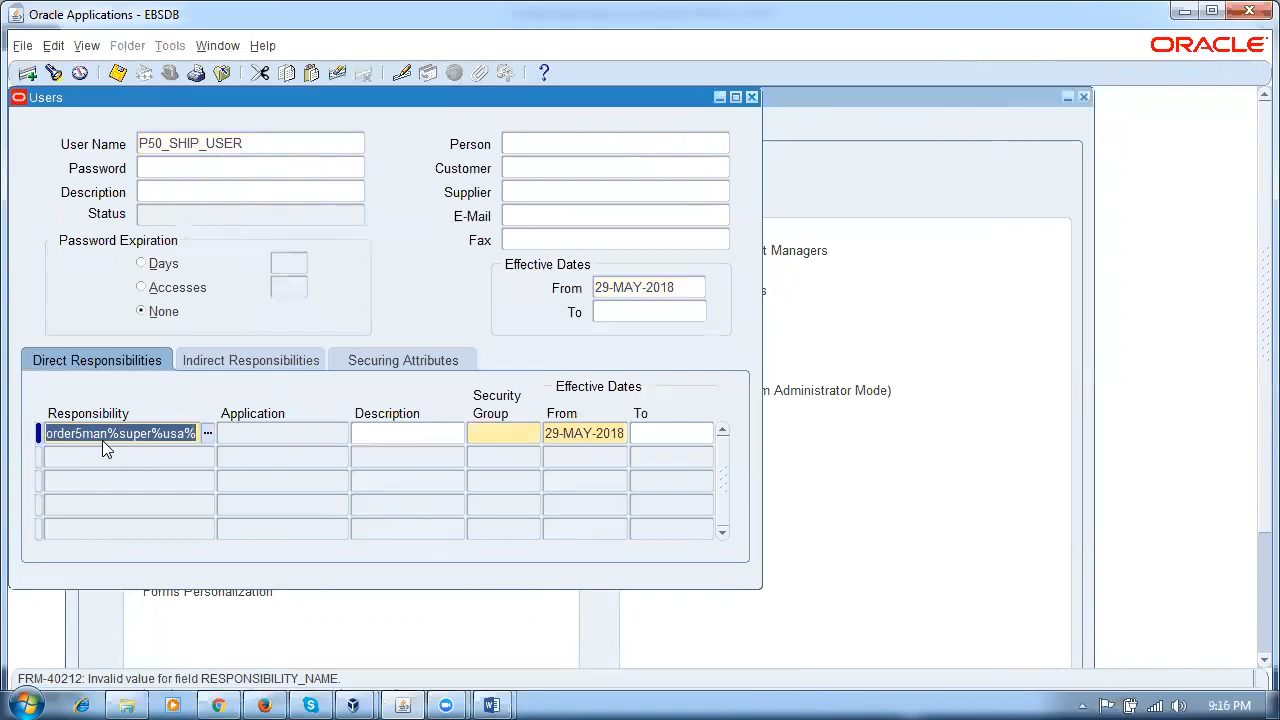 Oracle Applications - EBSDB
File Edit View Folder Tools Window Help
ORACLE
Users
User Name P50_SHIP_USER
Password
Description
Status
Person
Customer
Supplier
E-Mail
Fax
Password Expiration
Days
Accesses
None
Effective Dates
From 29-MAY-2018
To
Direct Responsibilities Indirect Responsibilities Securing Attributes
Effective Dates
Security
Responsibility Application Description Group From To
order5man%super%usa% 29-MAY-2018
t Managers
s
m Administrator Mode)
Forms Personalization
FRM-40212: Invalid value for field RESPONSIBILITY_NAME.
9:16 PM